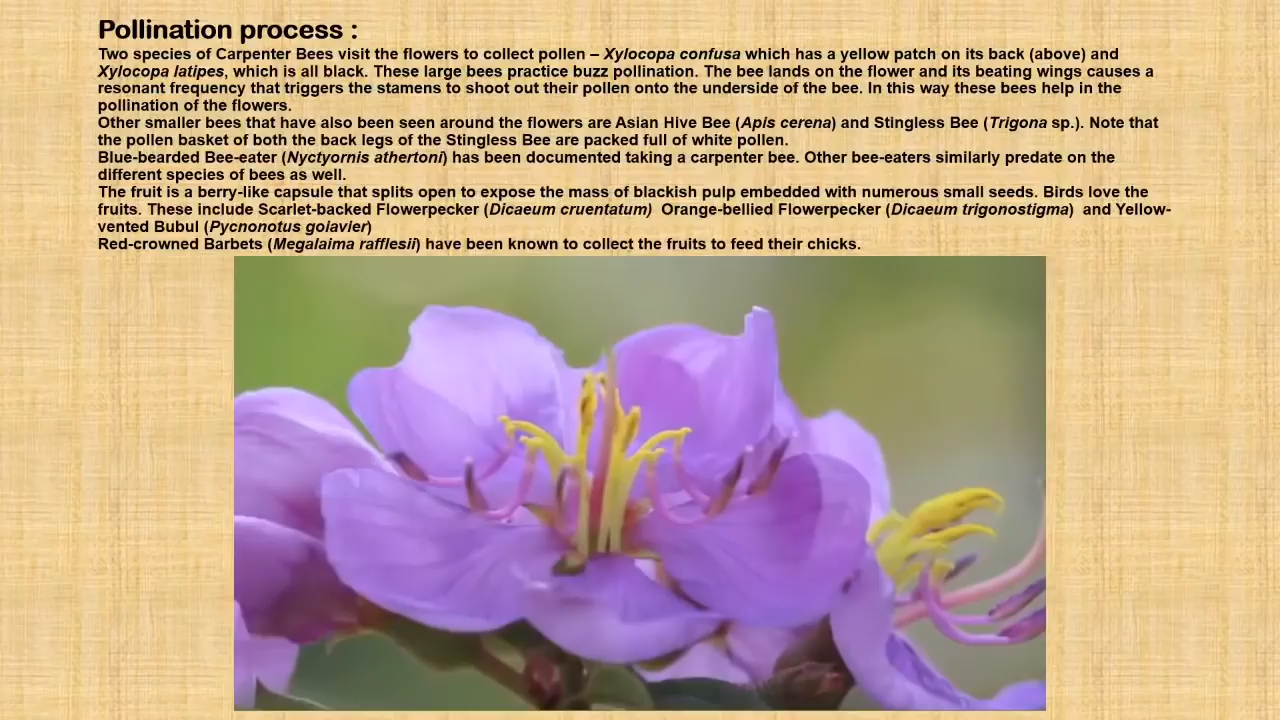 Pollination process :
Two species of Carpenter Bees visit the flowers to collect pollen – Xylocopa confusa which has a yellow patch on its back (above) and
Xylocopa latipes, which is all black. These large bees practice buzz pollination. The bee lands on the flower and its beating wings causes a
resonant frequency that triggers the stamens to shoot out their pollen onto the underside of the bee. In this way these bees help in the
pollination of the flowers.
Other smaller bees that have also been seen around the flowers are Asian Hive Bee (Apis cerena) and Stingless Bee (Trigona sp.). Note that
the pollen basket of both the back legs of the Stingless Bee are packed full of white pollen.
Blue-bearded Bee-eater (Nyctyornis athertoni) has been documented taking a carpenter bee. Other bee-eaters similarly predate on the
different species of bees as well.
The fruit is a berry-like capsule that splits open to expose the mass of blackish pulp embedded with numerous small seeds. Birds love the
fruits. These include Scarlet-backed Flowerpecker (Dicaeum cruentatum)  Orange-bellied Flowerpecker (Dicaeum trigonostigma)  and Yellow-
vented Bubul (Pycnonotus goiavier)
Red-crowned Barbets (Megalaima rafflesii) have been known to collect the fruits to feed their chicks.